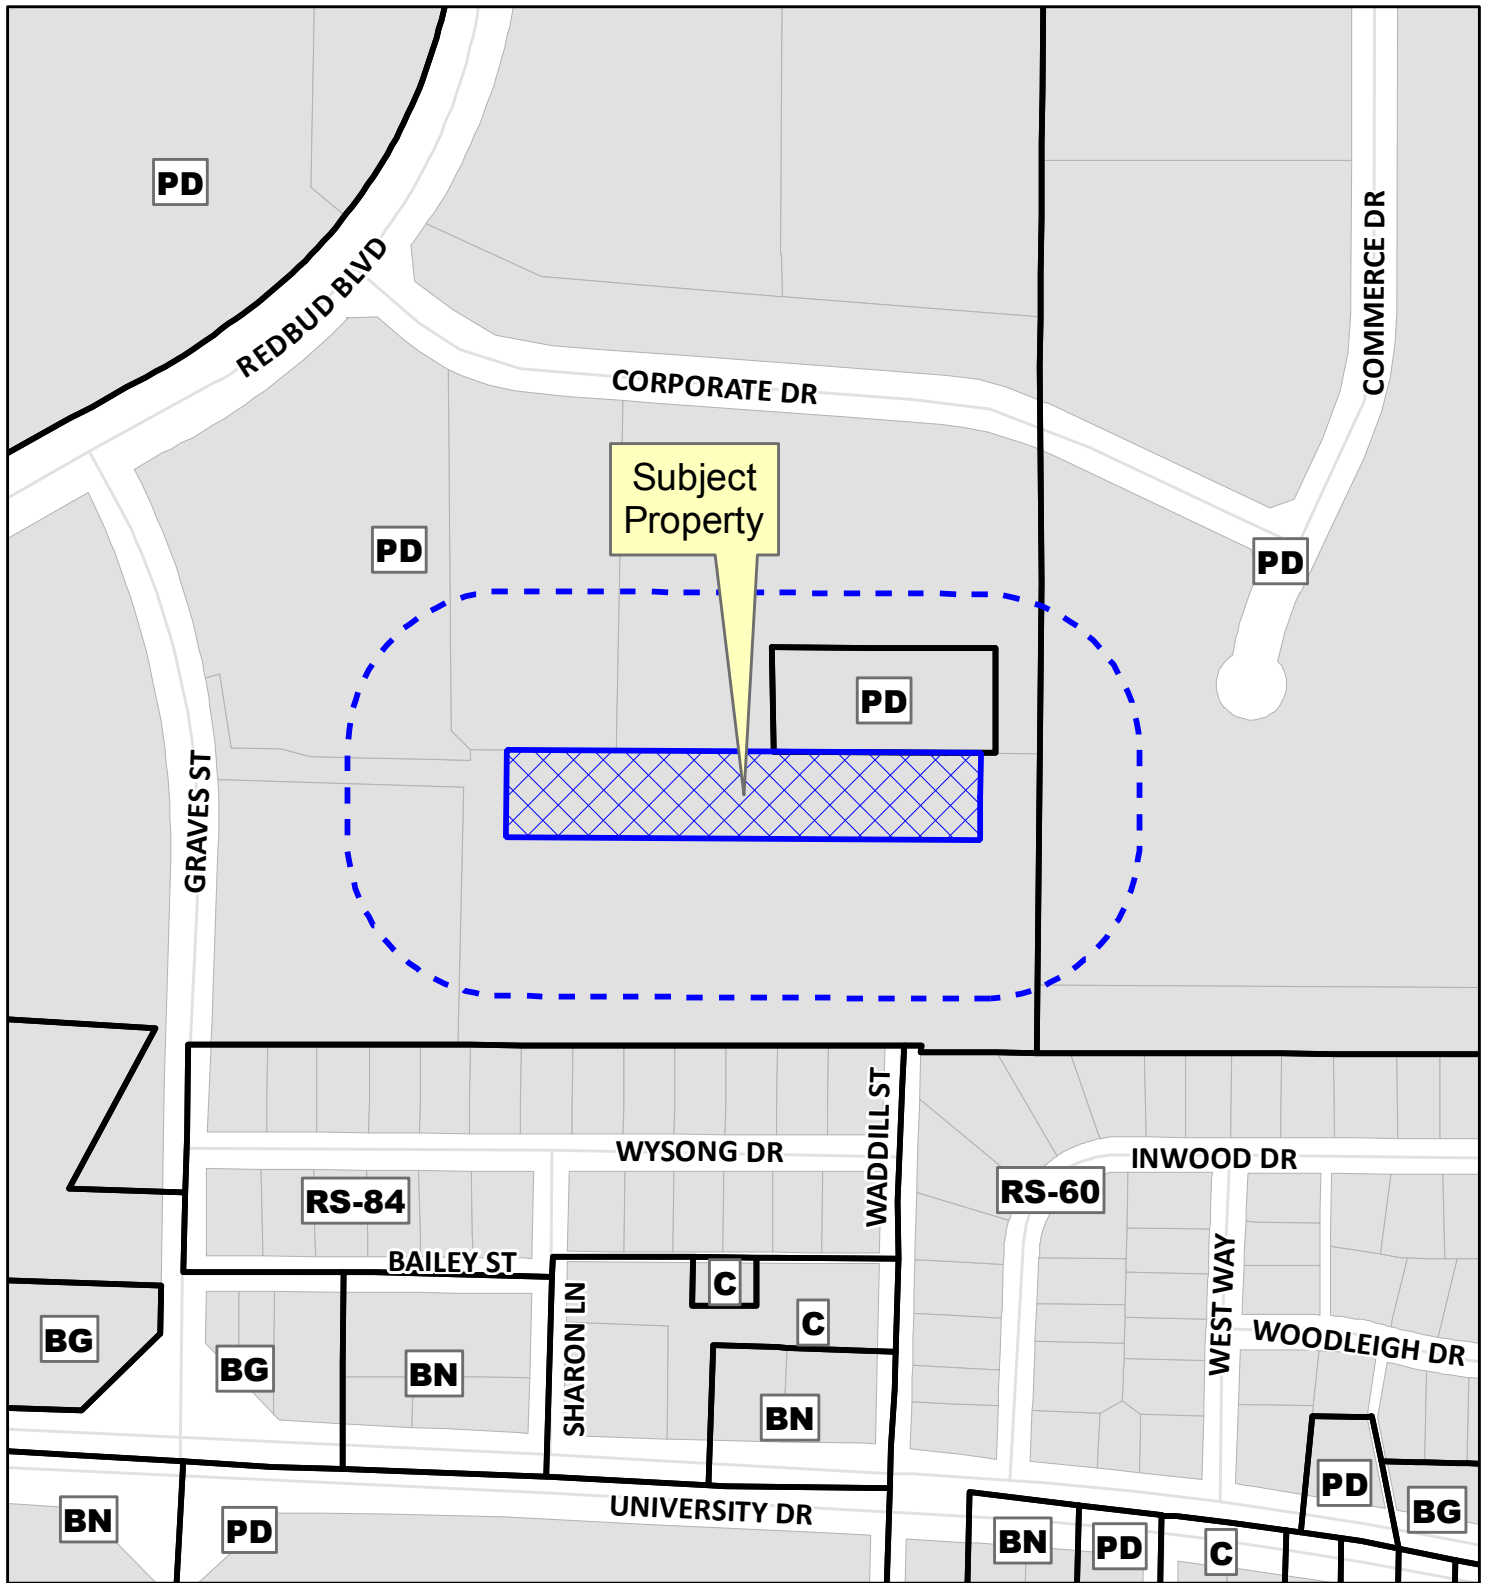 PD
REDBUD BLVD
COMMERCE DR
CORPORATE DR
Subject
Property
PD
PD
PD
GRAVES ST
WADDILL ST
WYSONG DR
INWOOD DR
RS-84
RS-60
BAILEY ST
C
C
SHARON LN
WEST WAY
WOODLEIGH DR
BG
BG
BN
BN
PD
BG
UNIVERSITY DR
BN
PD
BN
PD
C